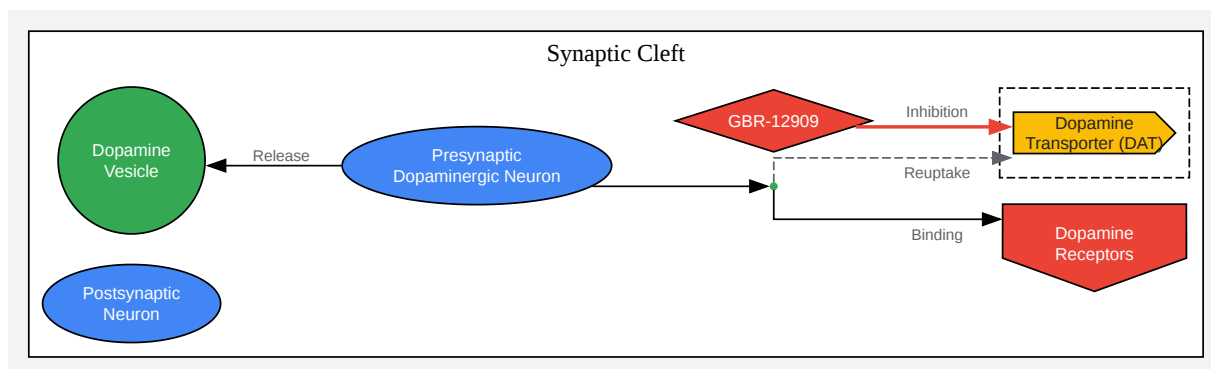 Synaptic Cleft
Dopamine
Vesicle
Release
Presynaptic
Dopaminergic Neuron
GBR-12909
Inhibition
Dopamine
Transporter (DAT)
Reuptake
Binding
Dopamine
Receptors
Postsynaptic
Neuron